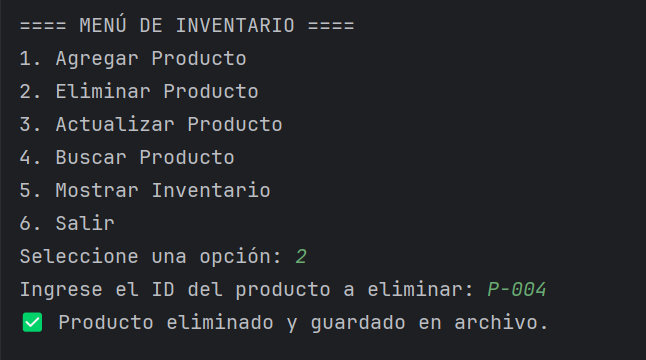 ==== MENÚ DE INVENTARIO ====
1. Agregar Producto
2. Eliminar Producto
3. Actualizar Producto
4. Buscar Producto
5. Mostrar Inventario
6. Salir
Seleccione una opción: 2
Ingrese el ID del producto a eliminar: P-004
✅ Producto eliminado y guardado en archivo.